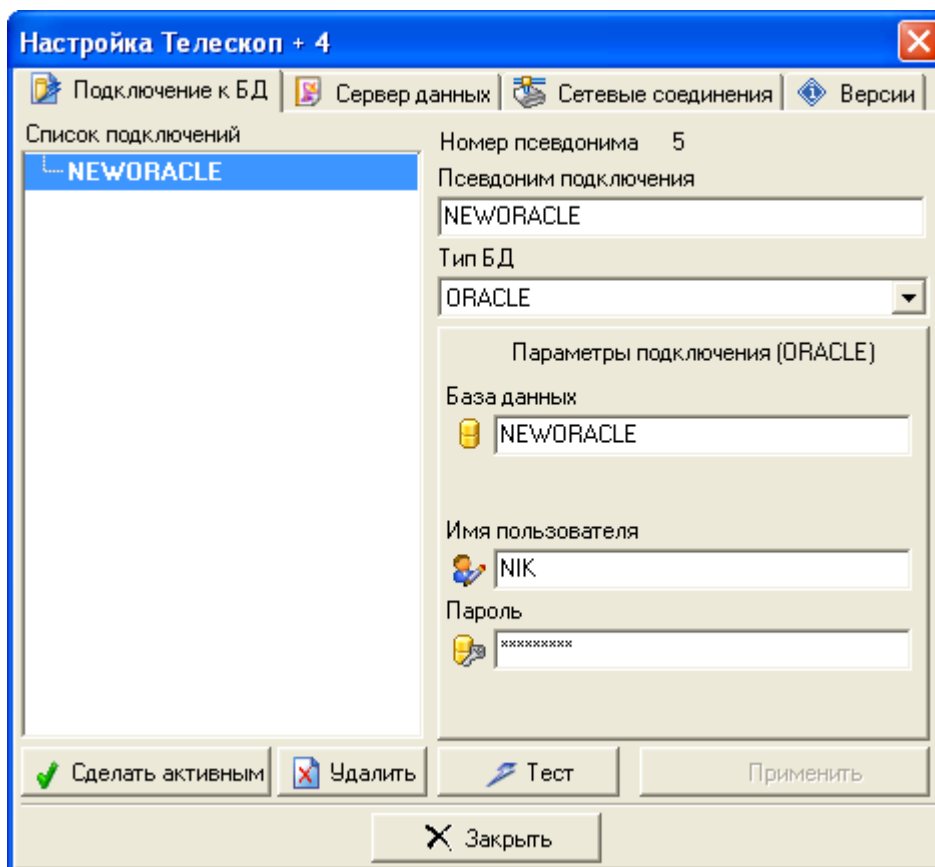 Настройка Телескоп + 4
Подключение к БД
Сервер данных
Сетевые соединения
Версии
Список подключений
NEWORACLE
Номер псевдонима 5
Псевдоним подключения
NEWORACLE
Тип БД
ORACLE
Параметры подключения (ORACLE)
База данных
NEWORACLE
Имя пользователя
NIK
Пароль
*********
Сделать активным
Удалить
Тест
Применить
Закрыть